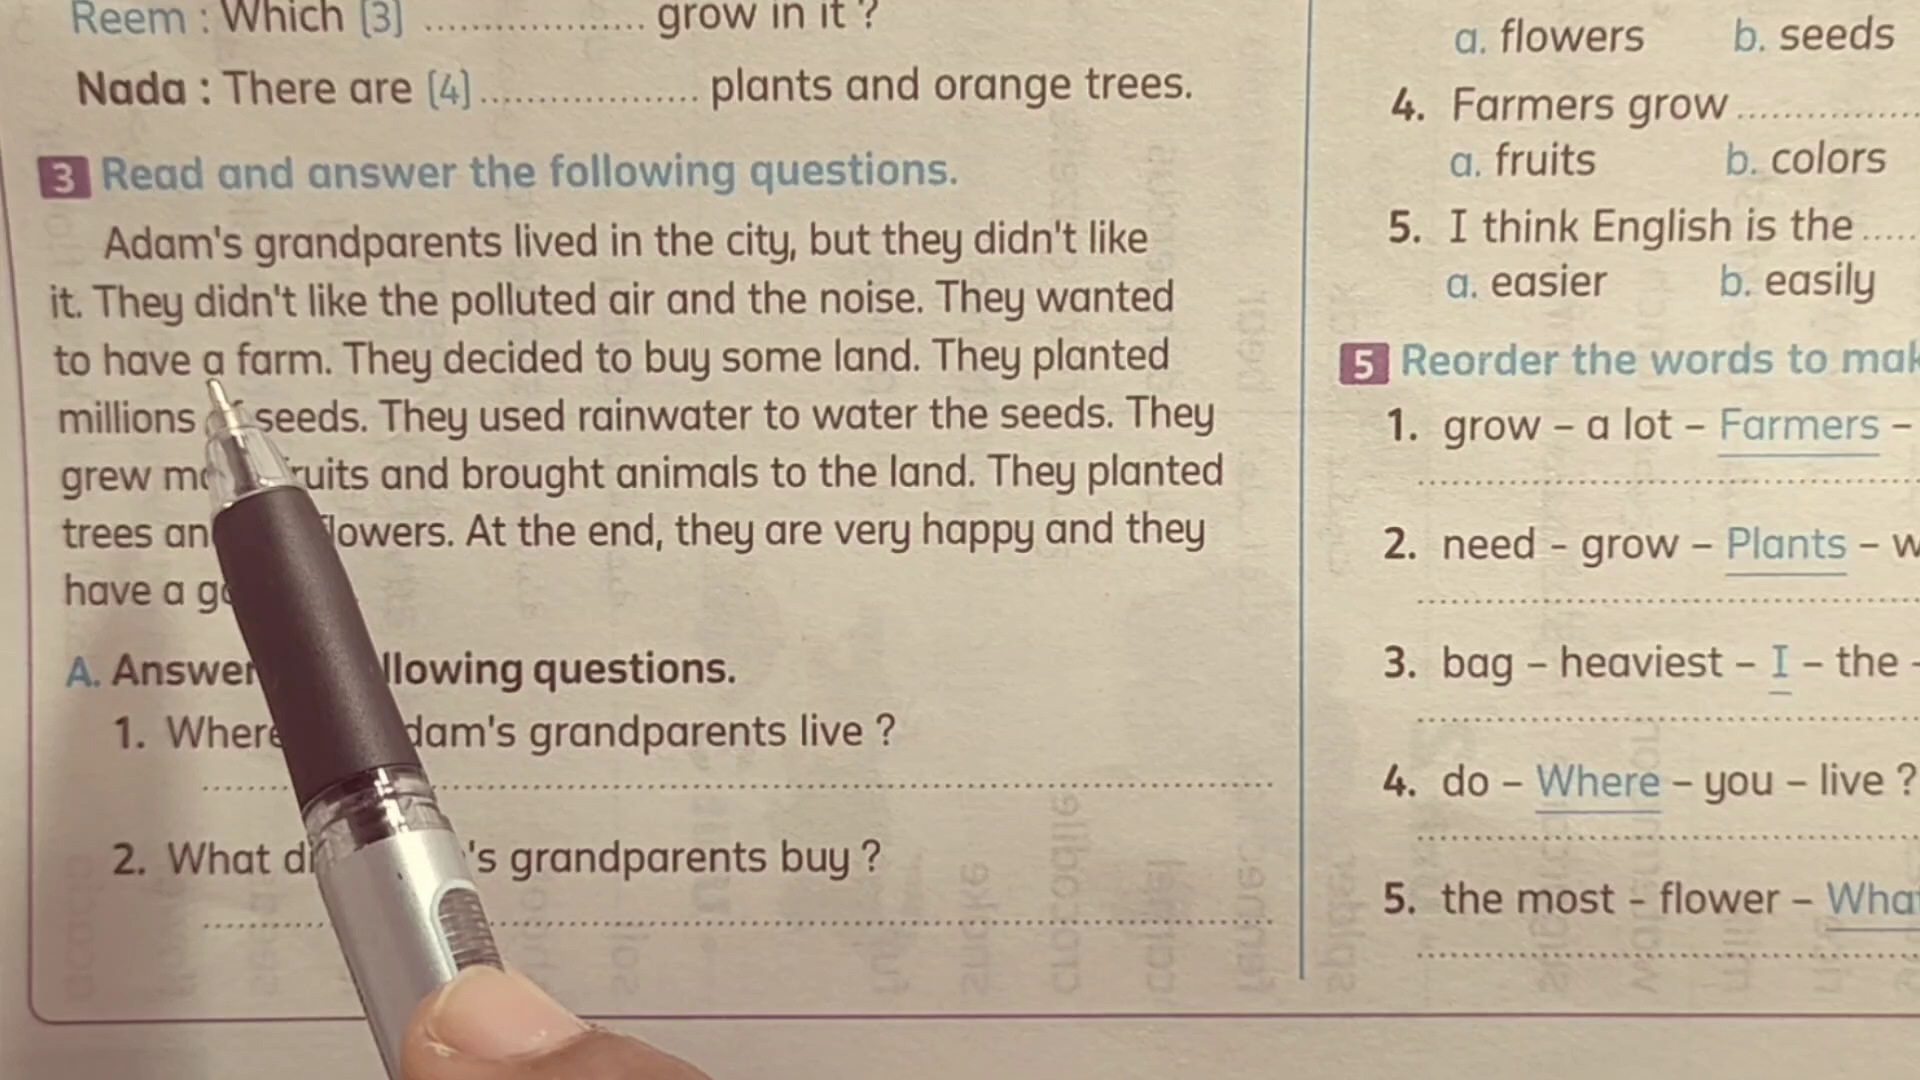 Reem : Which [3] .................... grow in it ?
Nada : There are [4] .................... plants and orange trees.
3 Read and answer the following questions.
Adam's grandparents lived in the city, but they didn't like
it. They didn't like the polluted air and the noise. They wanted
to have a farm. They decided to buy some land. They planted
millions seeds. They used rainwater to water the seeds. They
grew and brought animals to the land. They planted
trees flowers. At the end, they are very happy and they
have a
A. Answer questions.
1. Where grandparents live ?
2. What grandparents buy ?
a. flowers b. seeds
4. Farmers grow ...............
a. fruits b. colors
5. I think English is the .....
a. easier b. easily
5 Reorder the words to
1. grow – a lot – Farmers –
2. need – grow – Plants –
3. bag – heaviest – I – the –
4. do – Where – you – live ?
5. the most – flower –